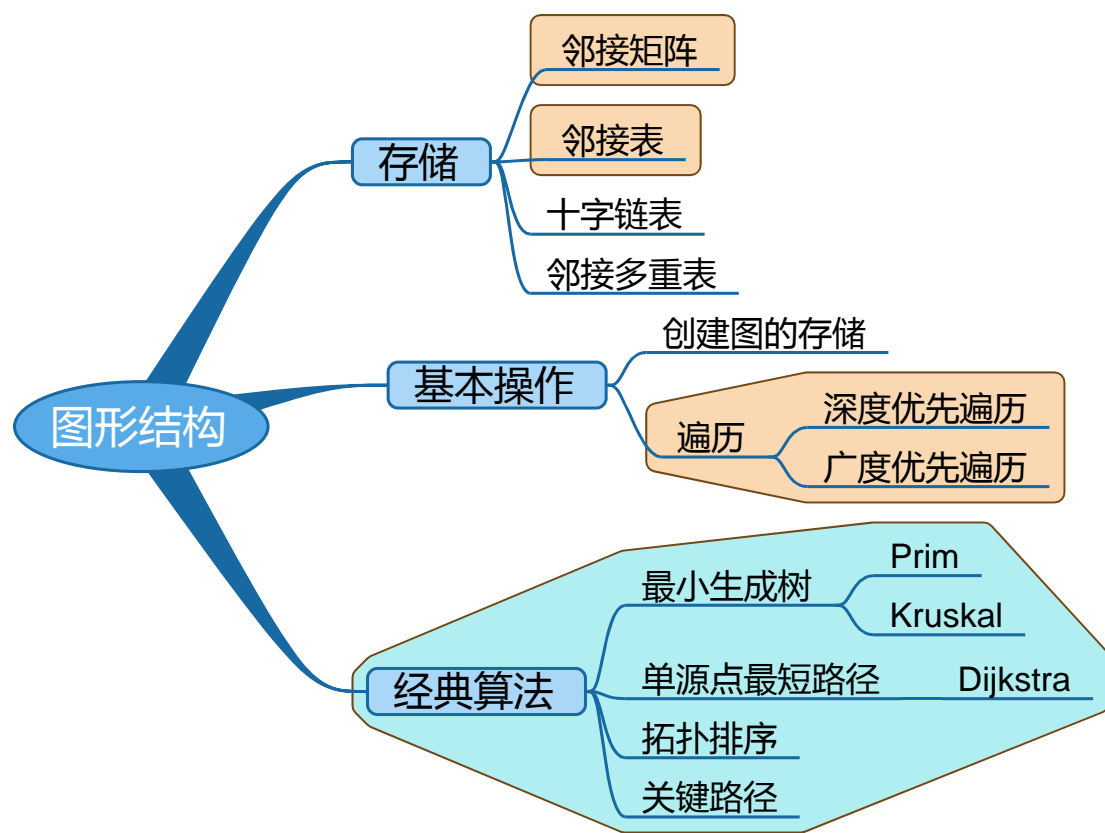 图形结构
存储
邻接矩阵
邻接表
十字链表
邻接多重表
基本操作
创建图的存储
遍历
深度优先遍历
广度优先遍历
经典算法
最小生成树
Prim
Kruskal
单源点最短路径
Dijkstra
拓扑排序
关键路径